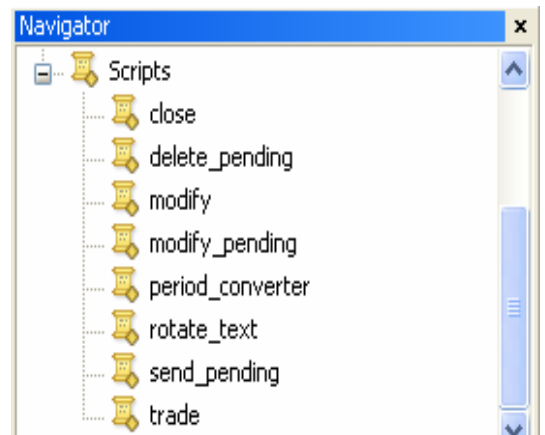 Navigator
Scripts
close
delete_pending
modify
modify_pending
period_converter
rotate_text
send_pending
trade